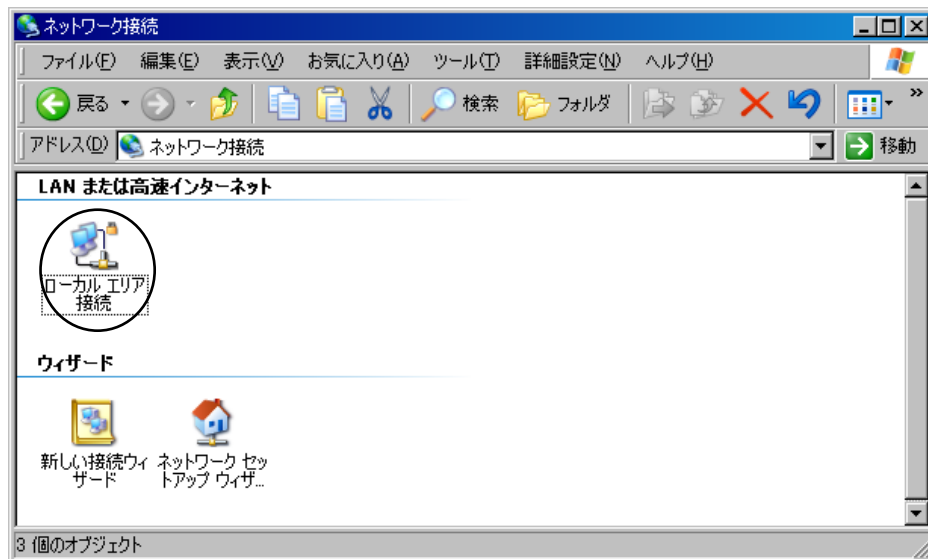 ネットワーク接続
ファイル(F) 編集(E) 表示(V) お気に入り(A) ツール(T) 詳細設定(N) ヘルプ(H)
戻る 検索 フォルダ »
アドレス(D) ネットワーク接続 移動
LAN または高速インターネット
ローカル エリア
接続
ウィザード
新しい接続ウィ
ザード
ネットワーク セッ
トアップ ウィザ...
3 個のオブジェクト